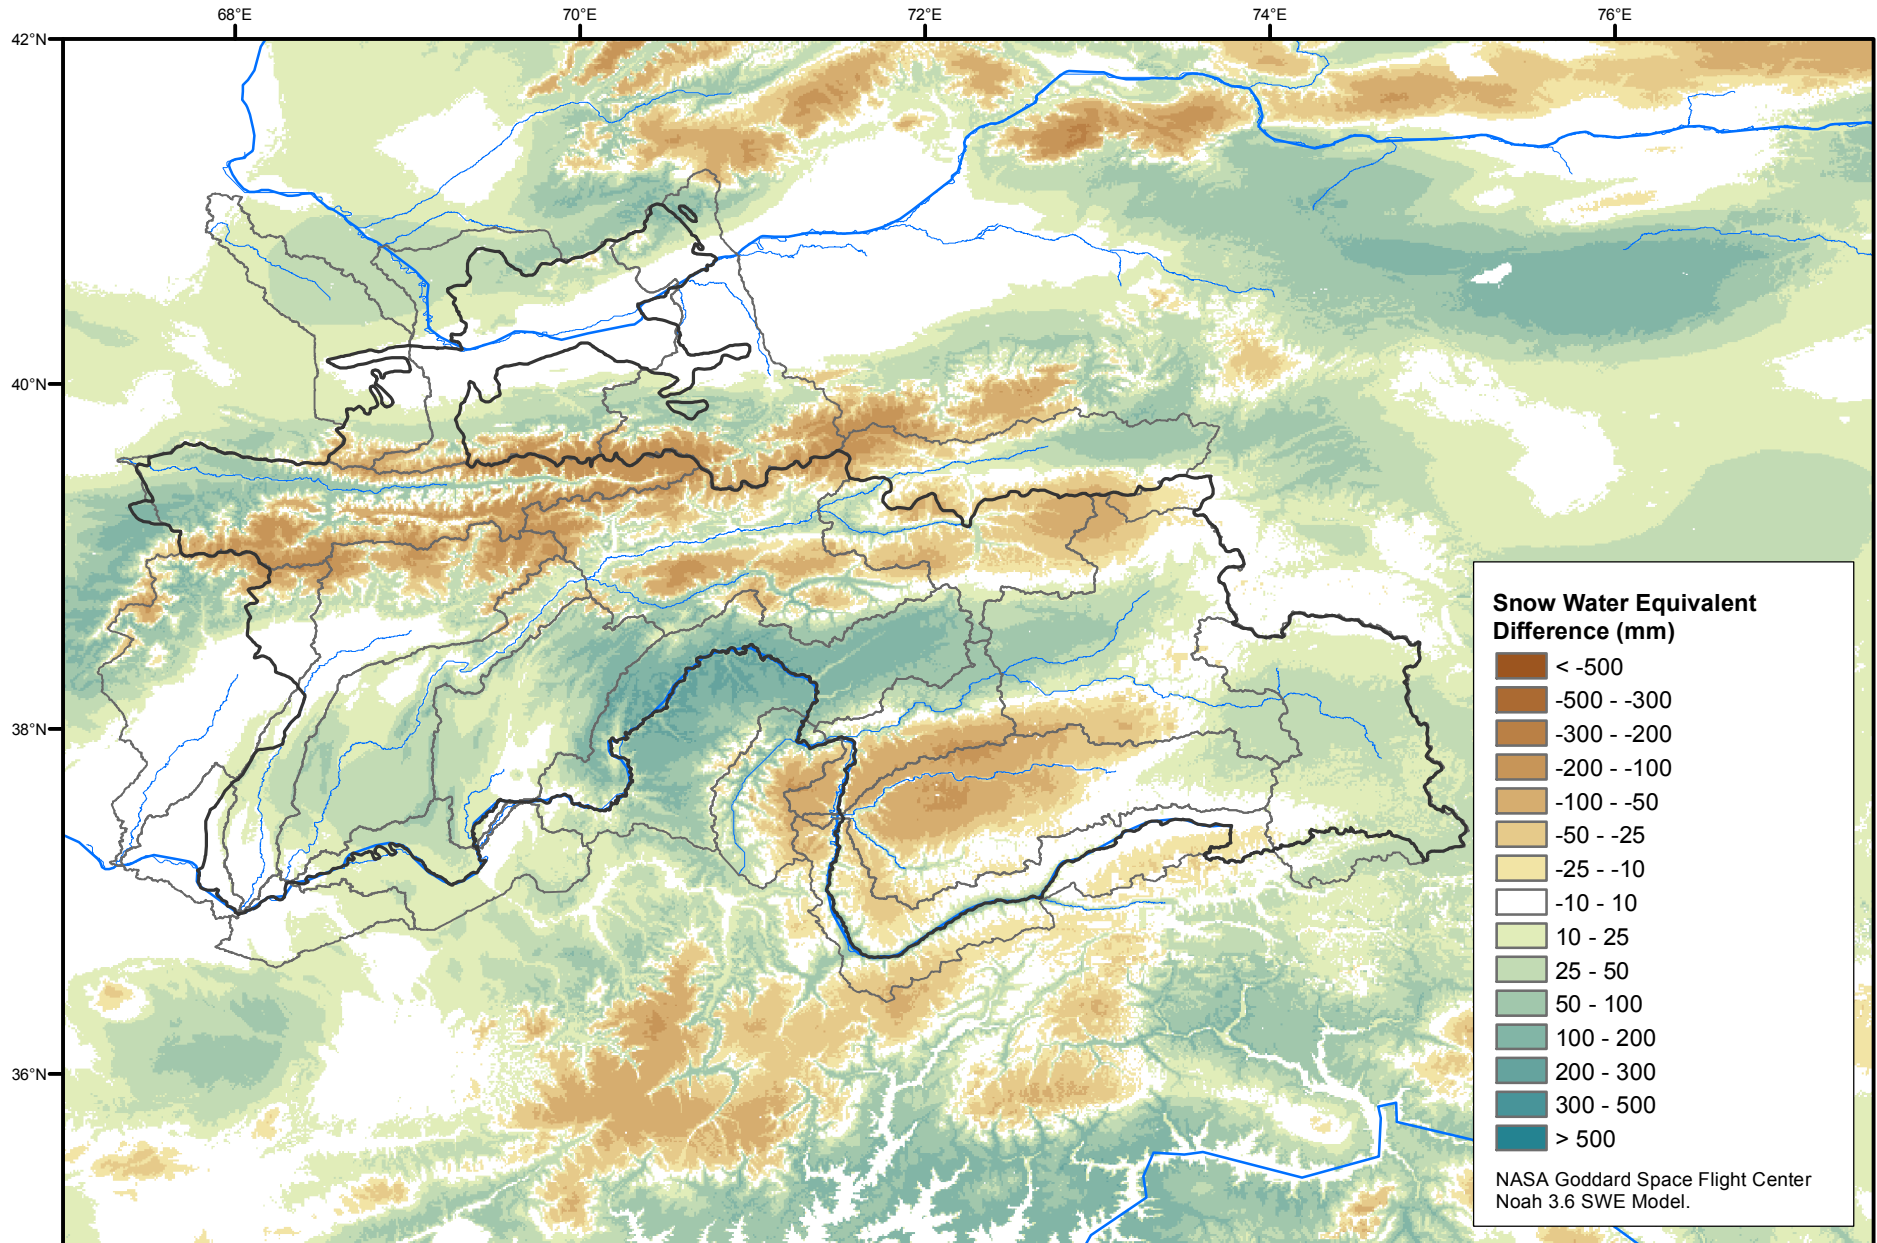 68°E
70°E
72°E
74°E
76°E
42°N
40°N
38°N
36°N
Snow Water Equivalent
Difference (mm)
< -500
-500 - -300
-300 - -200
-200 - -100
-100 - -50
-50 - -25
-25 - -10
-10 - 10
10 - 25
25 - 50
50 - 100
100 - 200
200 - 300
300 - 500
> 500
NASA Goddard Space Flight Center
Noah 3.6 SWE Model.